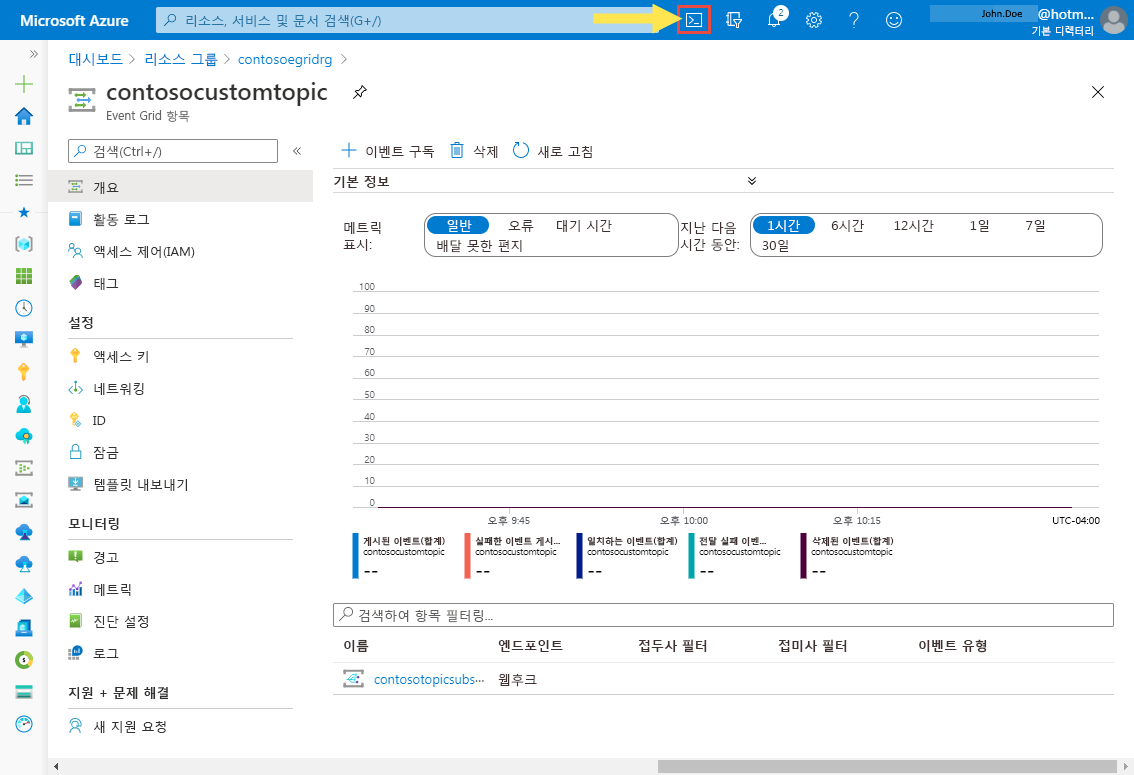 Microsoft Azure
리소스, 서비스 및 문서 검색(G+/)
2
John.Doe
@hotm...
기본 디렉터리
대시보드 > 리소스 그룹 > contosoegridrg >
contosocustomtopic
Event Grid 항목
검색(Ctrl+/)
개요
활동 로그
액세스 제어(IAM)
태그
설정
액세스 키
네트워킹
ID
잠금
템플릿 내보내기
모니터링
경고
메트릭
진단 설정
로그
지원 + 문제 해결
새 지원 요청
이벤트 구독 삭제 새로 고침
기본 정보
메트릭
표시:
일반 오류 대기 시간
배달 못한 편지
지난 다음
시간 동안:
1시간 6시간 12시간 1일 7일
30일
100
90
80
70
60
50
40
30
20
10
0
오후 9:45 오후 10:00 오후 10:15 UTC-04:00
게시된 이벤트(합계)
contosocustomtopic
--
실패한 이벤트 게시...
contosocustomtopic
--
일치하는 이벤트(합계)
contosocustomtopic
--
전달 실패 이벤...
contosocustomtopic
--
삭제된 이벤트(합계)
contosocustomtopic
--
검색하여 항목 필터링...
이름 엔드포인트 접두사 필터 접미사 필터 이벤트 유형
contosotopicsubs... 웹후크